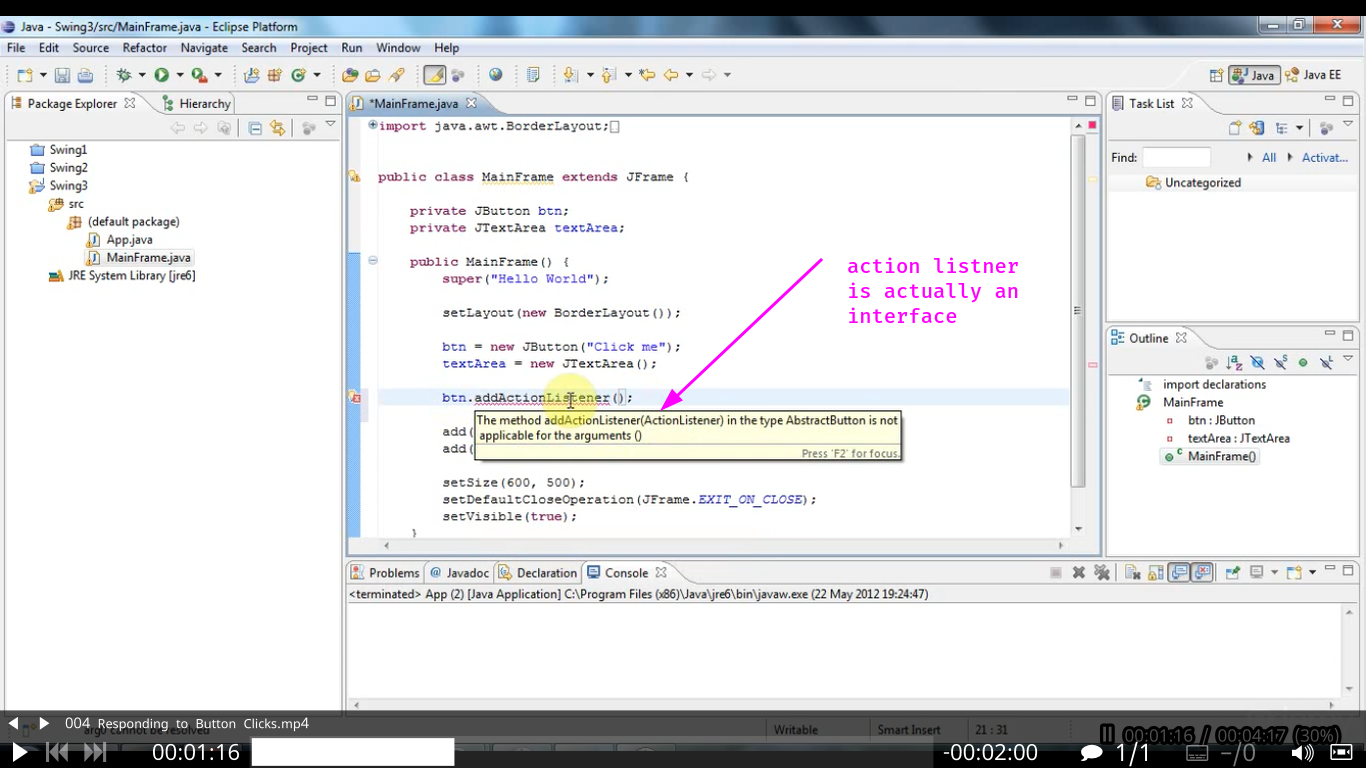 Java - Swing3/src/MainFrame.java - Eclipse Platform
File Edit Source Refactor Navigate Search Project Run Window Help
Java Java EE
Package Explorer Hierarchy
Swing1
Swing2
Swing3
src
(default package)
App.java
MainFrame.java
JRE System Library [jre6]
*MainFrame.java
import java.awt.BorderLayout;
public class MainFrame extends JFrame {
private JButton btn;
private JTextArea textArea;
public MainFrame() {
super("Hello World");
setLayout(new BorderLayout());
btn = new JButton("Click me");
textArea = new JTextArea();
btn.addActionListener();
The method addActionListener(ActionListener) in the type AbstractButton is not
applicable for the arguments ()
Press 'F2' for focus
add(
add(
setSize(600, 500);
setDefaultCloseOperation(JFrame.EXIT_ON_CLOSE);
setVisible(true);
}
action listner
is actually an
interface
Task List
Find: All Activat...
Uncategorized
Outline
import declarations
MainFrame
btn : JButton
textArea : JTextArea
MainFrame()
Problems @ Javadoc Declaration Console
<terminated> App (2) [Java Application] C:\Program Files (x86)\Java\jre6\bin\javaw.exe (22 May 2012 19:24:47)
004 Responding to Button Clicks.mp4
arg0 cannot be resolved
Writable Smart Insert 21 : 31
00:01:16 / 00:04:17 (30%)
00:01:16
-00:02:00 1/1 -/0